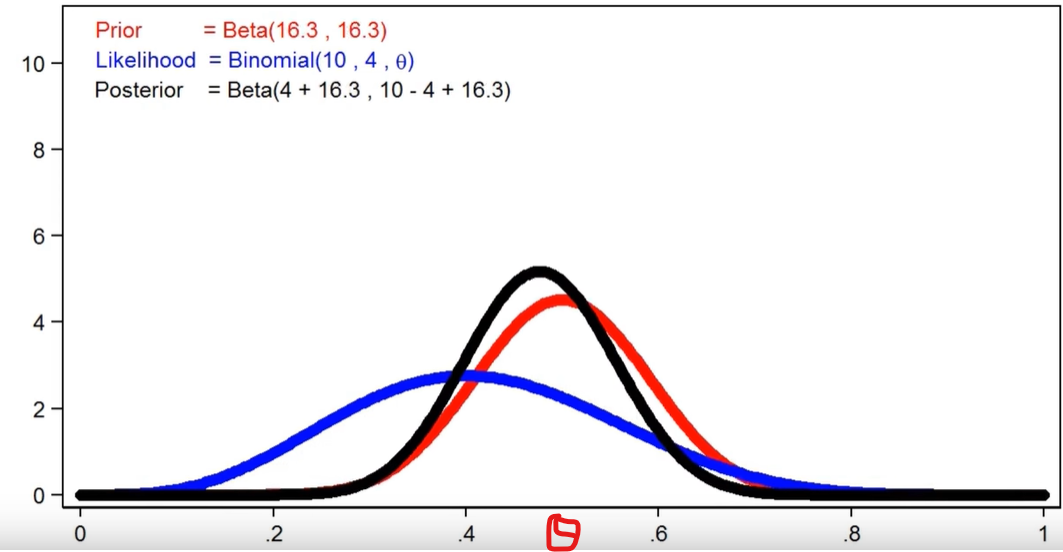 Prior = Beta(16.3 , 16.3)
Likelihood = Binomial(10 , 4 , θ)
Posterior = Beta(4 + 16.3 , 10 - 4 + 16.3)
10
8
6
4
2
0
0 .2 .4 .6 .8 1